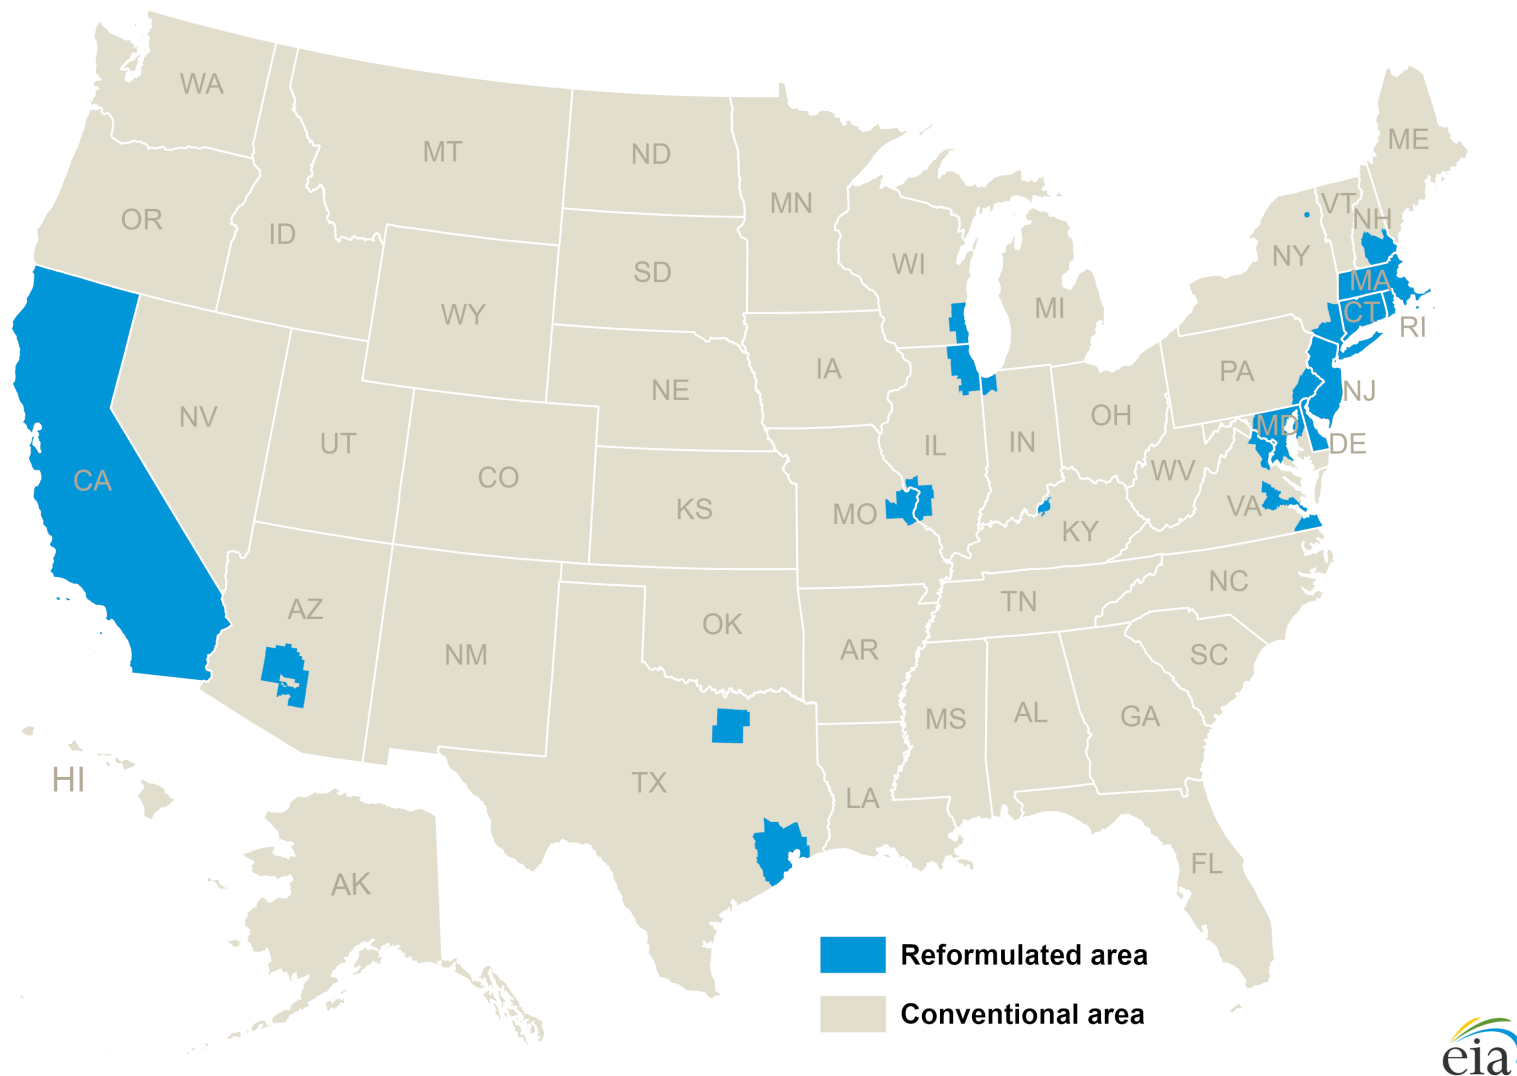 WA
MT
ND
MN
ME
OR
ID
SD
WI
MI
NY
VT
NH
MA
CT
RI
WY
IA
NE
PA
NJ
NV
UT
CO
KS
MO
IL
IN
OH
WV
MD
DE
VA
KY
CA
AZ
NM
OK
AR
TN
NC
SC
MS
AL
GA
TX
LA
FL
HI
AK
Reformulated area
Conventional area
eia